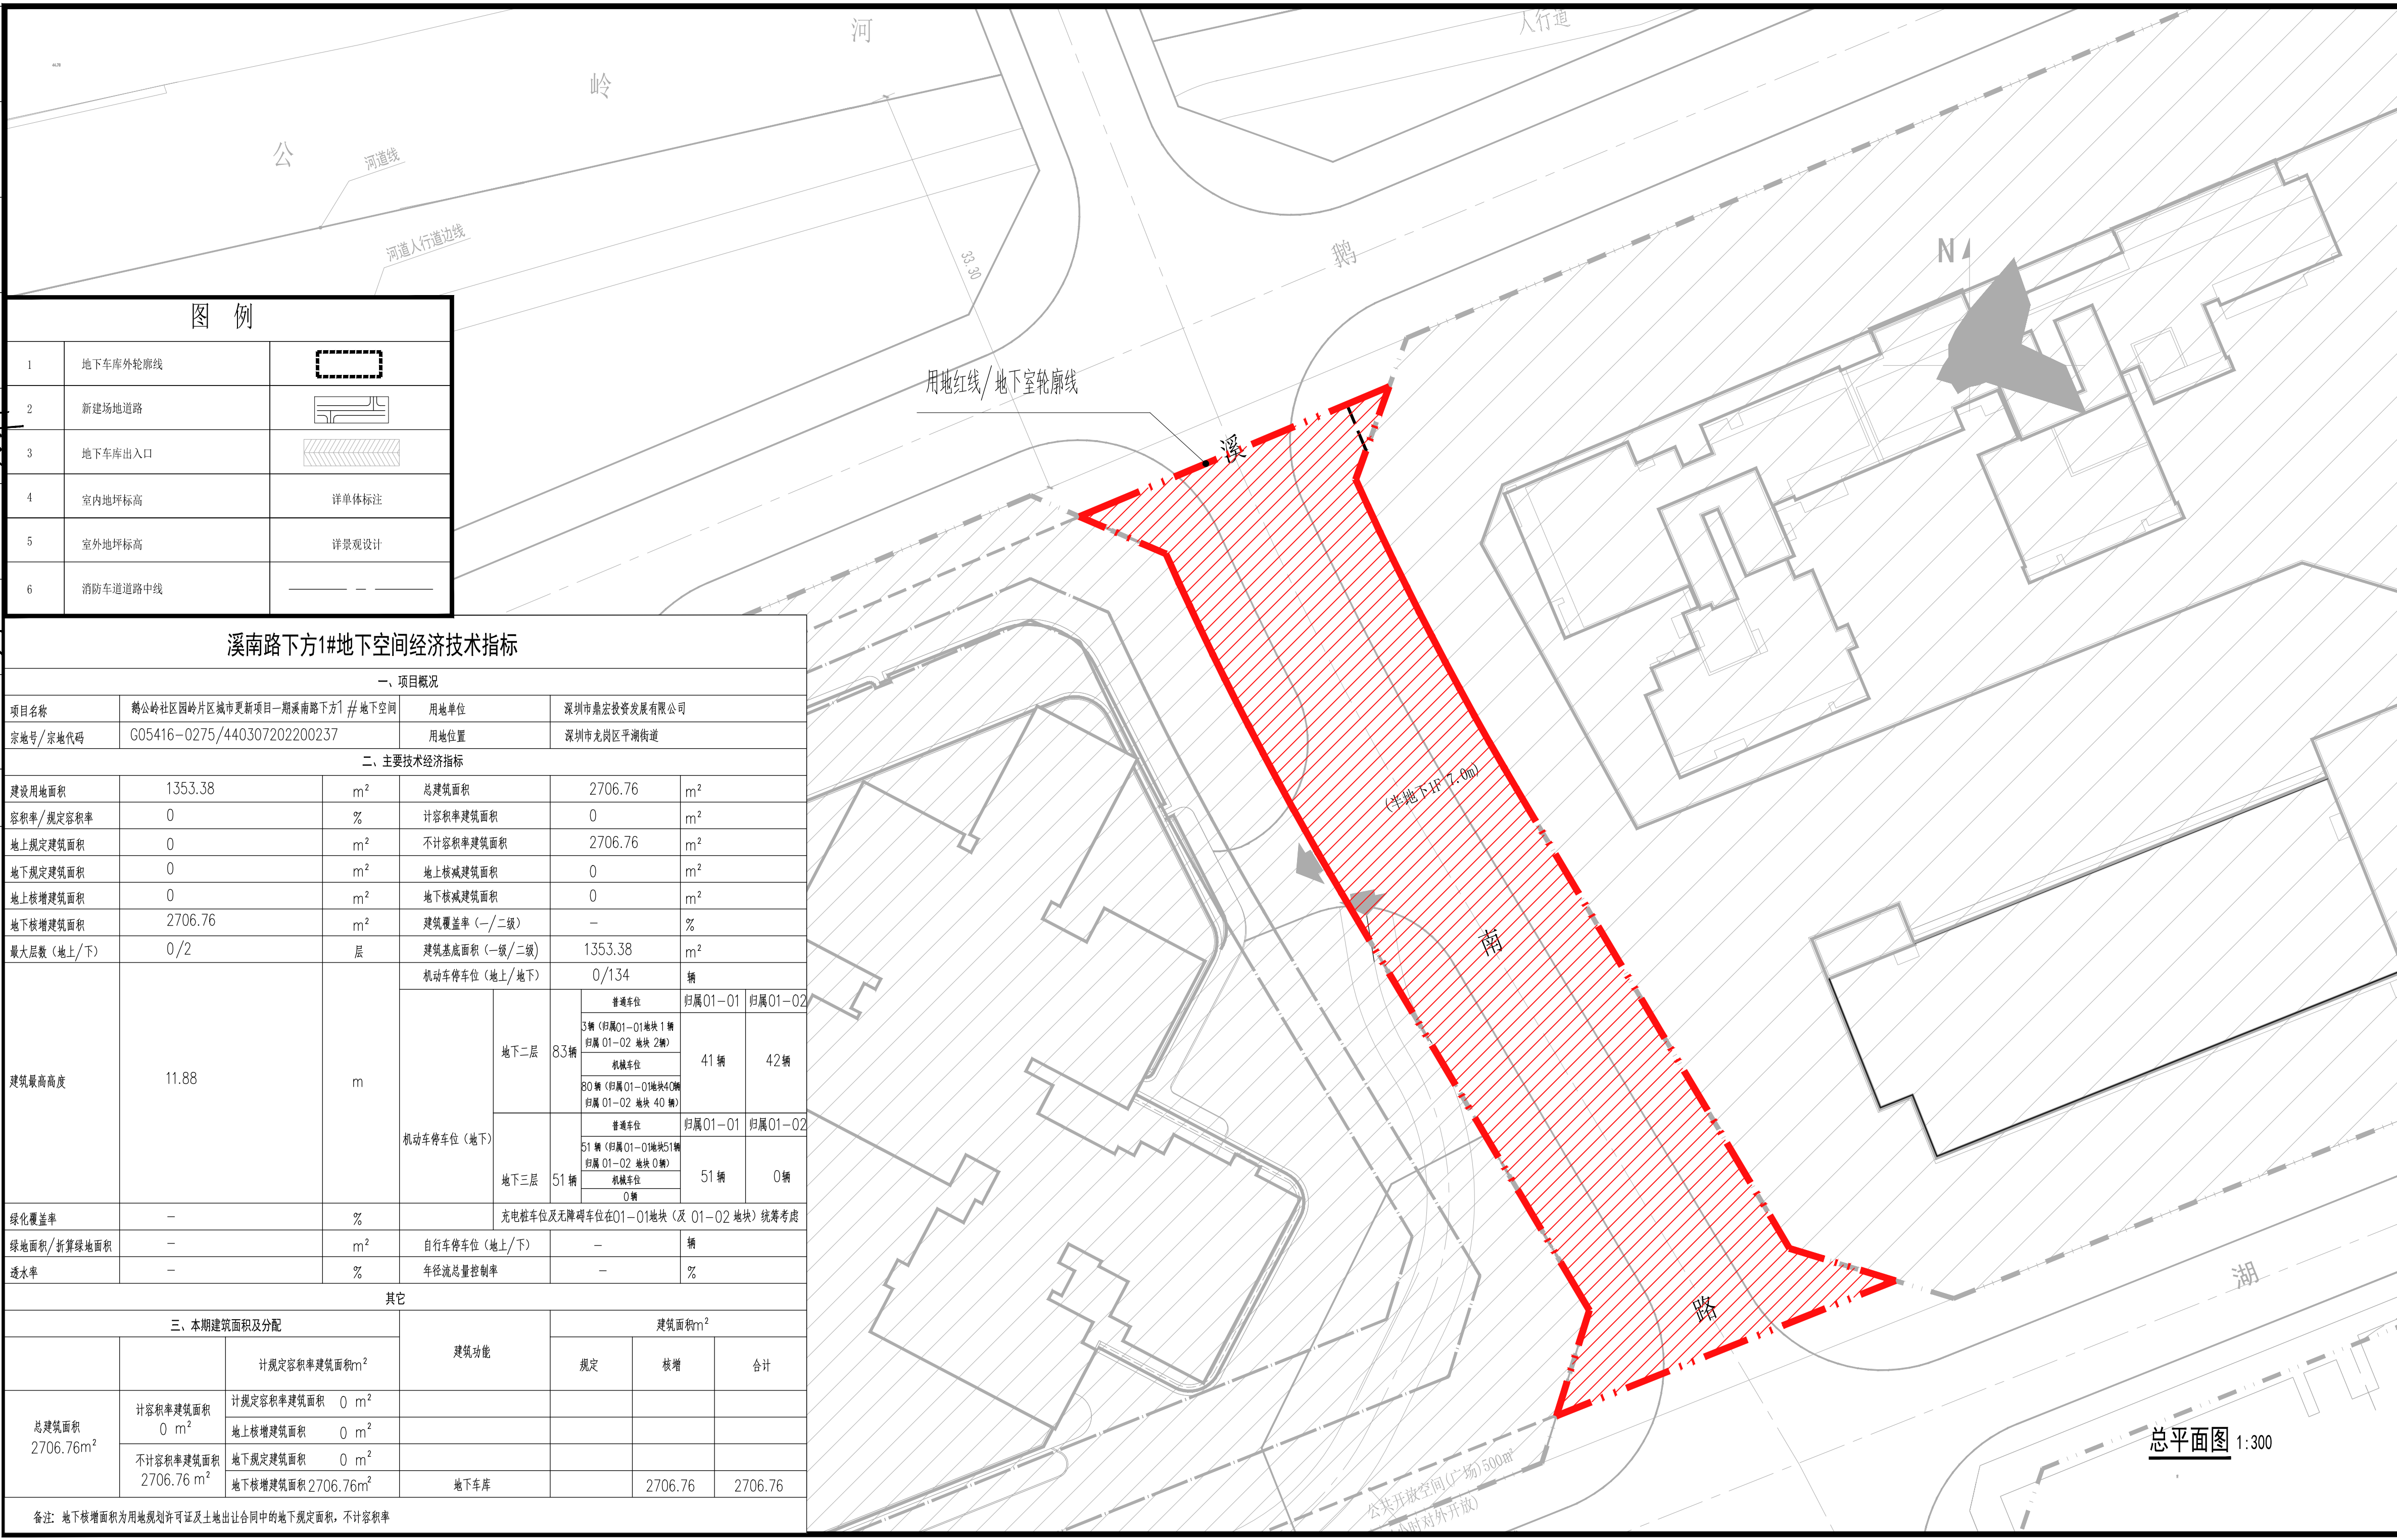 河
人行道
岭
公
河道线
河道人行道边线
33.30
鹅
N
用地红线/地下室轮廓线
溪
(半地下1F 7.0m)
南
路
湖
公共开放空间(广场)500m²
小时对外开放)
总平面图 1:300
图 例
1 地下车库外轮廓线
2 新建场地道路
3 地下车库出入口
4 室内地坪标高 详单体标注
5 室外地坪标高 详景观设计
6 消防车道道路中线
溪南路下方1#地下空间经济技术指标
一、项目概况
项目名称 鹅公岭社区园岭片区城市更新项目一期溪南路下方1#地下空间 用地单位 深圳市鼎宏投资发展有限公司
宗地号/宗地代码 G05416-0275/440307202200237 用地位置 深圳市龙岗区平湖街道
二、主要技术经济指标
建设用地面积 1353.38 m² 总建筑面积 2706.76 m²
容积率/规定容积率 0 % 计容积率建筑面积 0 m²
地上规定建筑面积 0 m² 不计容积率建筑面积 2706.76 m²
地下规定建筑面积 0 m² 地上核减建筑面积 0 m²
地上核增建筑面积 0 m² 地下核减建筑面积 0 m²
地下核增建筑面积 2706.76 m² 建筑覆盖率（一/二级） - %
最大层数（地上/下） 0/2 层 建筑基底面积（一级/二级) 1353.38 m²
建筑最高高度 11.88 m
机动车停车位（地上/地下） 0/134 辆
机动车停车位（地下）
地下二层 83辆
普通车位 归属01-01 归属01-02
3辆（归属01-01地块 1 辆
归属 01-02 地块 2辆）
机械车位
41辆 42辆
80 辆（归属01-01地块40辆
归属 01-02 地块 40 辆）
地下三层 51辆
普通车位 归属01-01 归属01-02
51 辆（归属01-01地块51辆
归属 01-02 地块 0辆）
机械车位
51辆 0辆
0辆
绿化覆盖率 - % 充电桩车位及无障碍车位在01-01地块（及 01-02 地块）统筹考虑
绿地面积/折算绿地面积 - m² 自行车停车位（地上/下） - 辆
透水率 - % 年径流总量控制率 - %
其它
三、本期建筑面积及分配 建筑功能 建筑面积m²
计规定容积率建筑面积m² 规定 核增 合计
总建筑面积
2706.76m²
计容积率建筑面积
0 m²
计规定容积率建筑面积 0 m²
地上核增建筑面积 0 m²
不计容积率建筑面积
2706.76 m²
地下规定建筑面积 0 m²
地下核增建筑面积 2706.76m² 地下车库 2706.76 2706.76
备注: 地下核增面积为用地规划许可证及土地出让合同中的地下规定面积，不计容积率